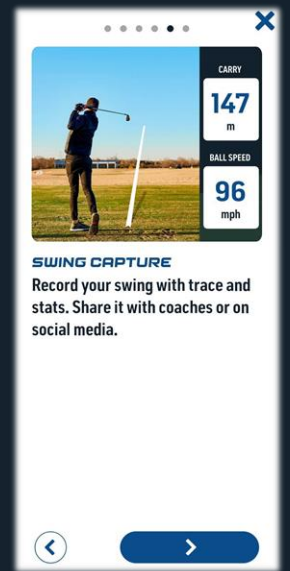 CARRY
147
m
BALL SPEED
96
mph
SWING CAPTURE
Record your swing with trace and
stats. Share it with coaches or on
social media.